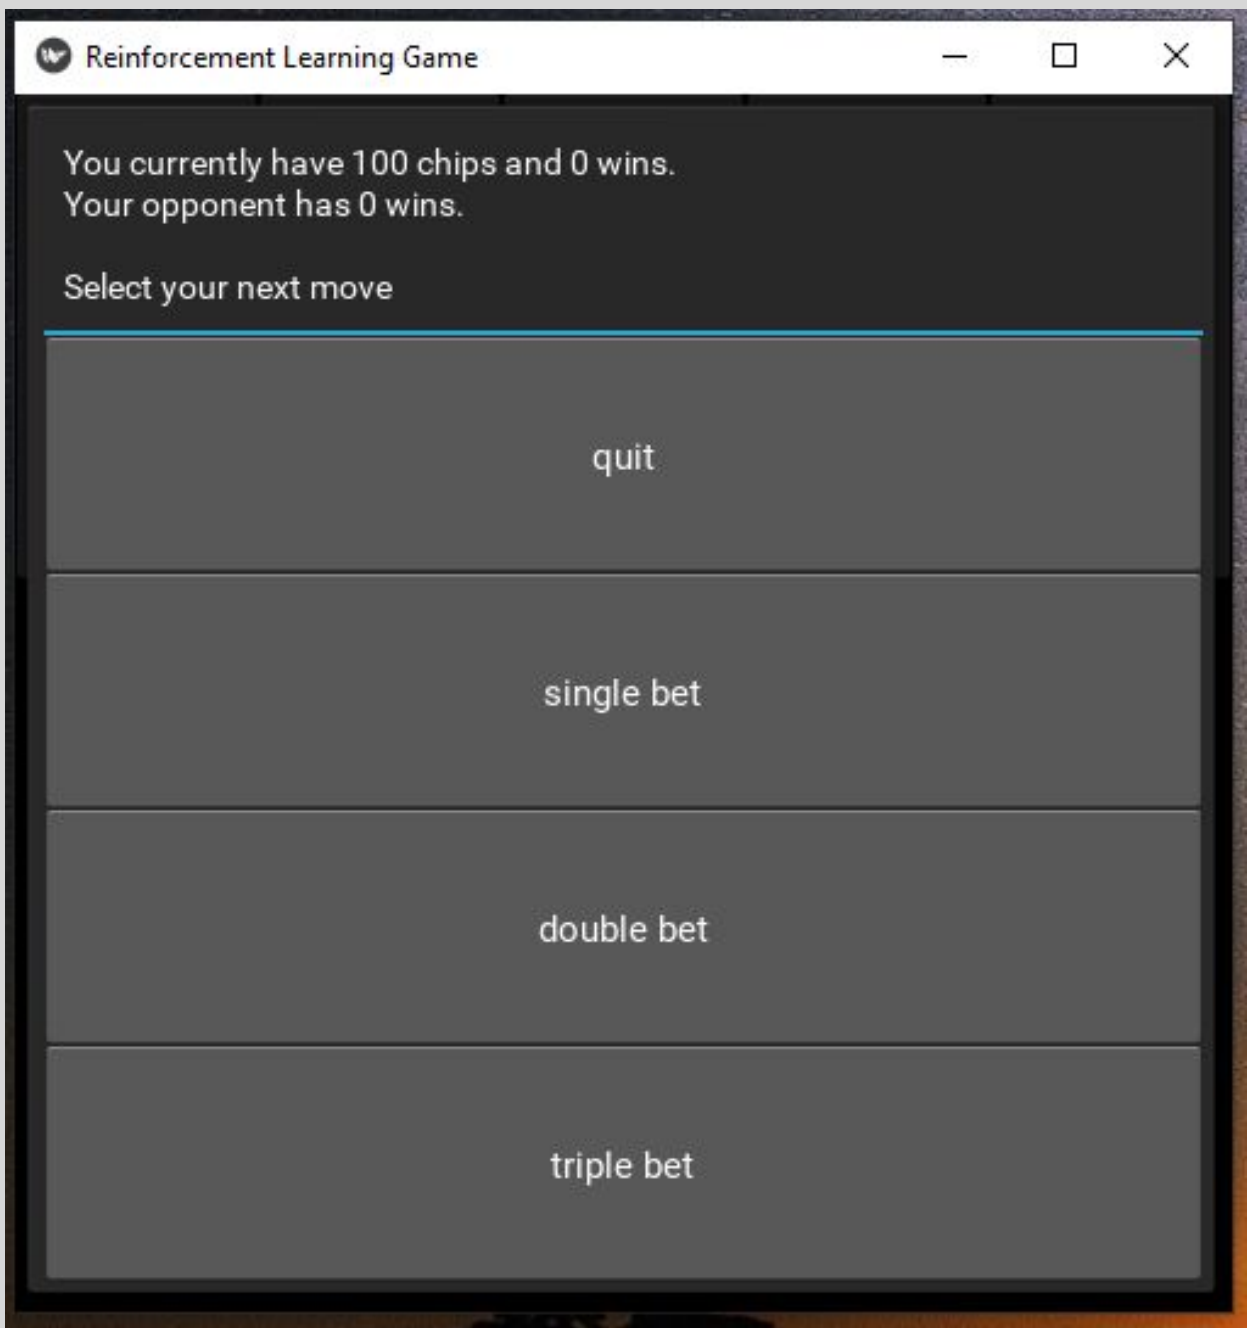 Reinforcement Learning Game
You currently have 100 chips and 0 wins.
Your opponent has 0 wins.
Select your next move
quit
single bet
double bet
triple bet